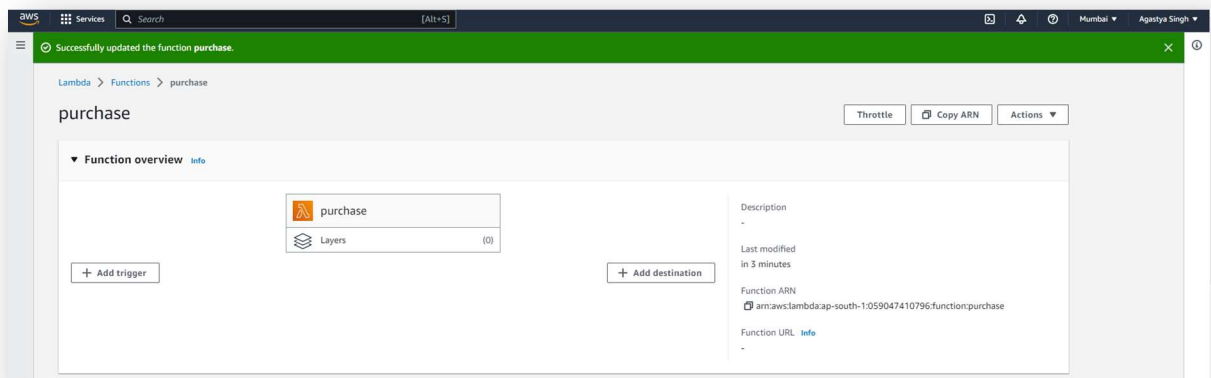 aws Services Search [Alt+S] Mumbai Agastya Singh
Successfully updated the function purchase.
Lambda > Functions > purchase
purchase
Throttle Copy ARN Actions
Function overview Info
purchase
Layers (0)
+ Add trigger
+ Add destination
Description
-
Last modified
in 3 minutes
Function ARN
arn:aws:lambda:ap-south-1:059047410796:function:purchase
Function URL Info
-